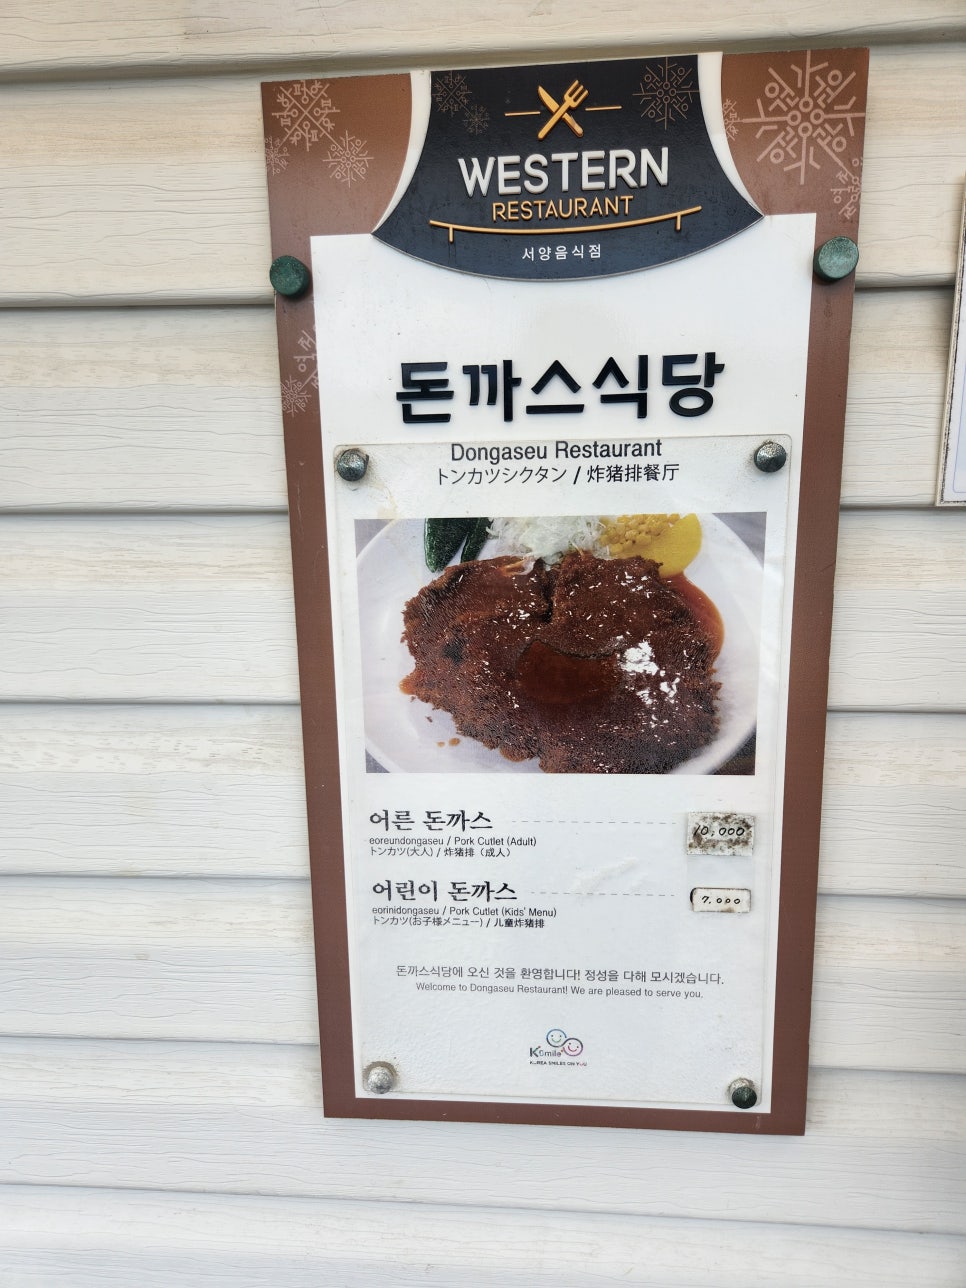 WESTERN
RESTAURANT
서양음식점
돈까스식당
Dongaseu Restaurant
トンカツシクタン / 炸猪排餐厅
어른 돈까스 10,000
eoreundongaseu / Pork Cutlet (Adult)
トンカツ(大人) / 炸猪排（成人）
어린이 돈까스 7,000
eorinidongaseu / Pork Cutlet (Kids' Menu)
トンカツ(お子様メニュー) / 儿童炸猪排
돈까스식당에 오신 것을 환영합니다! 정성을 다해 모시겠습니다.
Welcome to Dongaseu Restaurant! We are pleased to serve you.
K smile
KOREA SMILES ON YOU